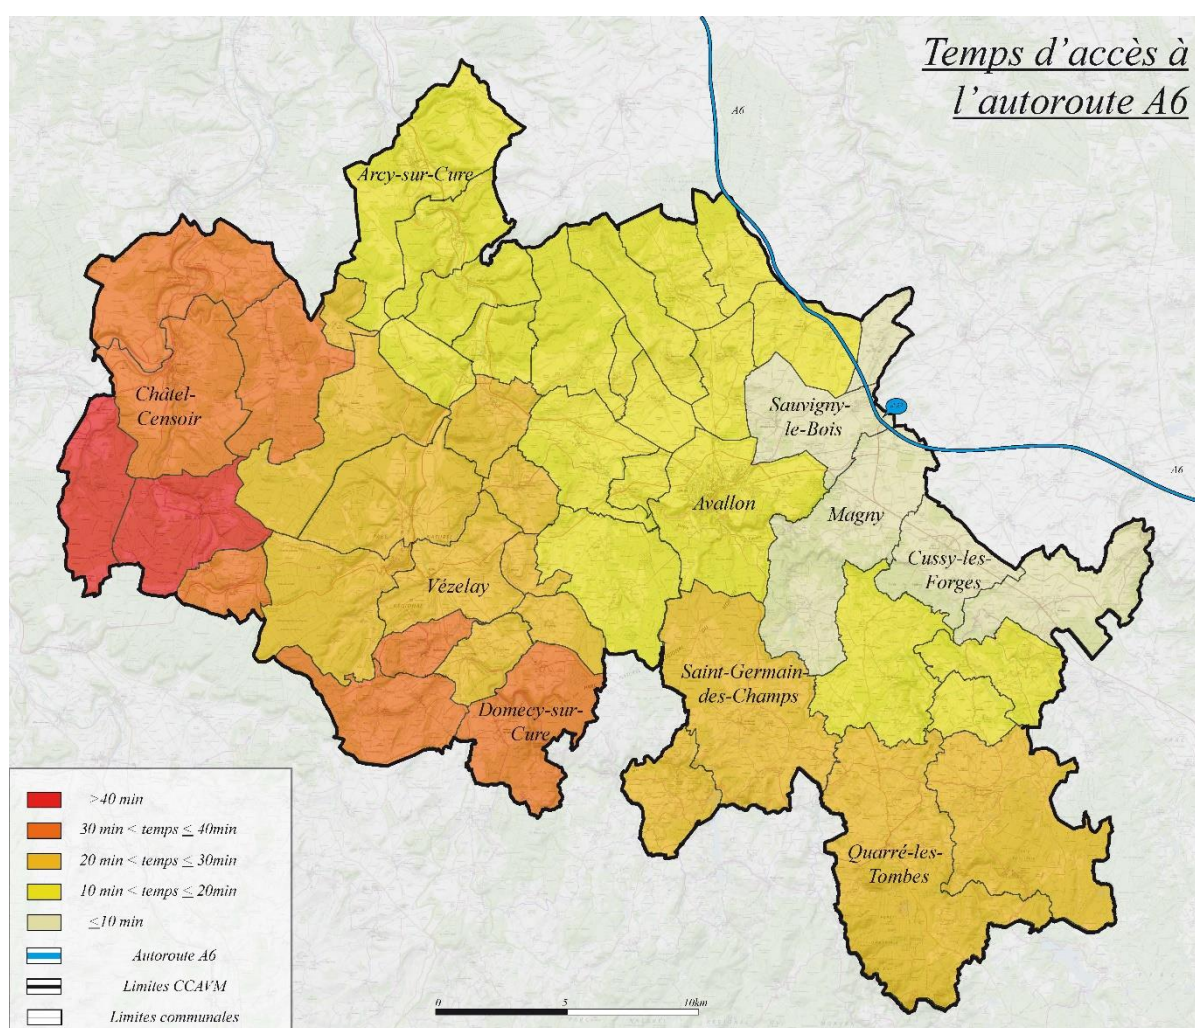 Temps d'accès à
l'autoroute A6
A6
Arcy-sur-Cure
Châtel-
Censoir
Sauvigny-
le-Bois
A6
Avallon
Magny
Cussy-les-
Forges
Vézelay
Saint-Germain-
des-Champs
Domecy-sur-
Cure
Quarré-les-
Tombes
>40 min
30 min < temps ≤ 40min
20 min < temps ≤ 30min
10 min < temps ≤ 20min
≤10 min
Autoroute A6
Limites CCAVM
Limites communales
0 5 10km